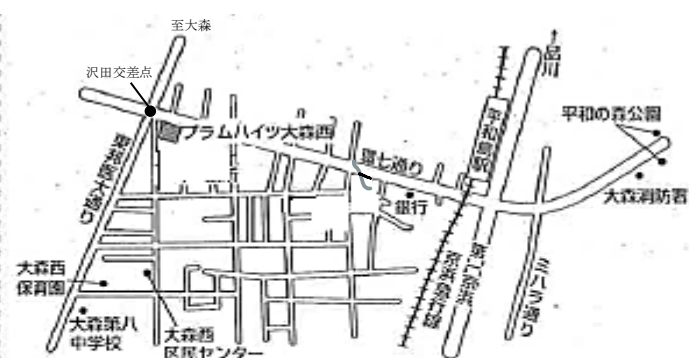 至大森
沢田交差点
↑品川
平和島駅
平和の森公園
プラムハイツ大森西
環七通り
大森消防署
銀行
東邦医大通り
第一京浜
京浜急行線
ミハラ通り
大森西
保育園
大森第八
中学校
大森西
区民センター